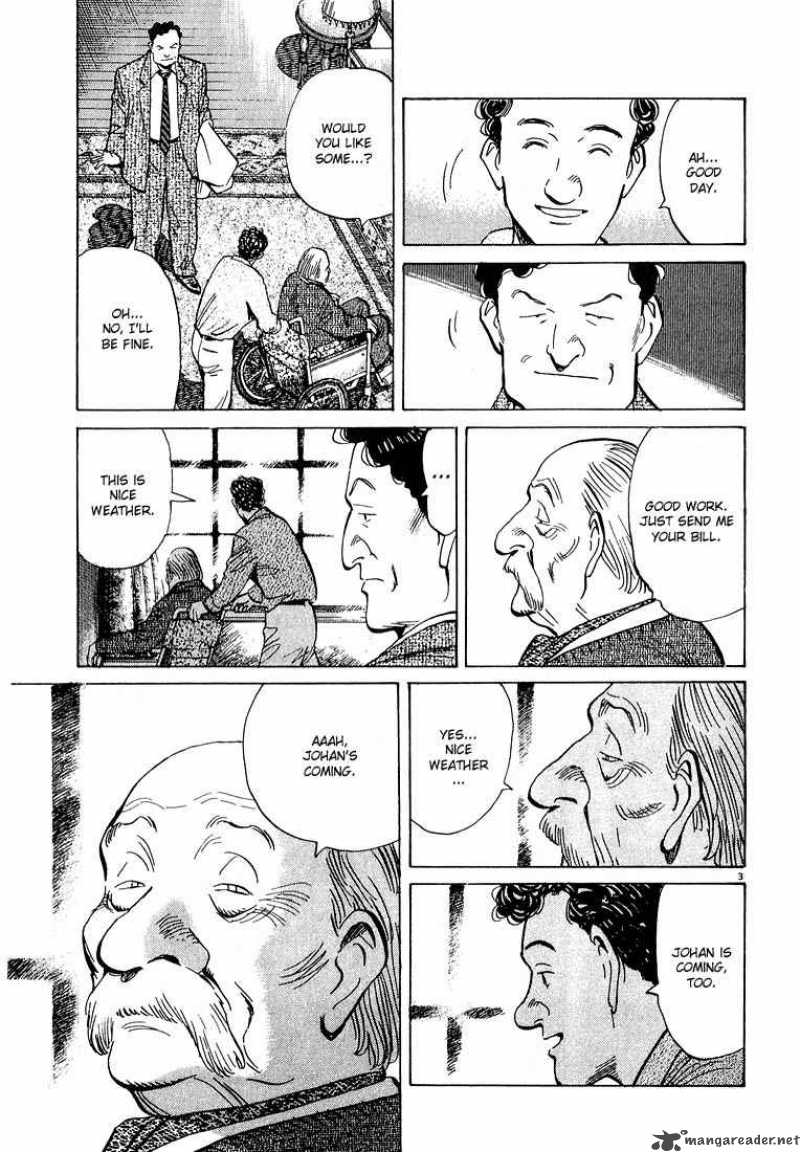 AH...
GOOD
DAY.
WOULD
YOU LIKE
SOME...?
OH...
NO, I'LL
BE FINE.
GOOD WORK.
JUST SEND ME
YOUR BILL.
...
THIS IS
NICE
WEATHER.
YES...
NICE
WEATHER
...
3
JOHAN IS
COMING,
TOO.
AAAH,
JOHAN'S
COMING.
mangareader.net